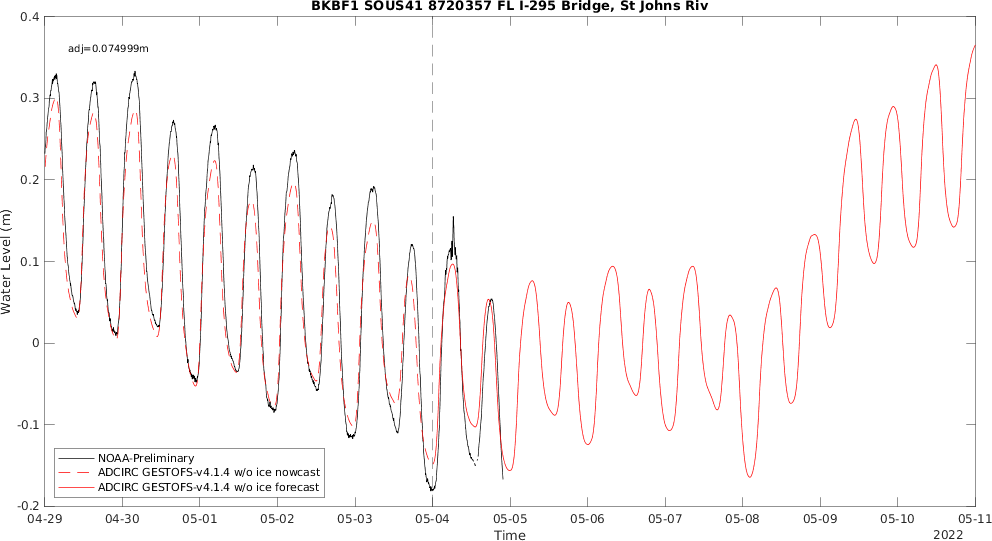 BKBF1 SOUS41 8720357 FL I-295 Bridge, St Johns Riv
adj=0.074999m
0.4
0.3
0.2
0.1
0
-0.1
-0.2
Water Level (m)
NOAA-Preliminary
ADCIRC GESTOFS-v4.1.4 w/o ice nowcast
ADCIRC GESTOFS-v4.1.4 w/o ice forecast
04-29 04-30 05-01 05-02 05-03 05-04 05-05 05-06 05-07 05-08 05-09 05-10 05-11
Time
2022